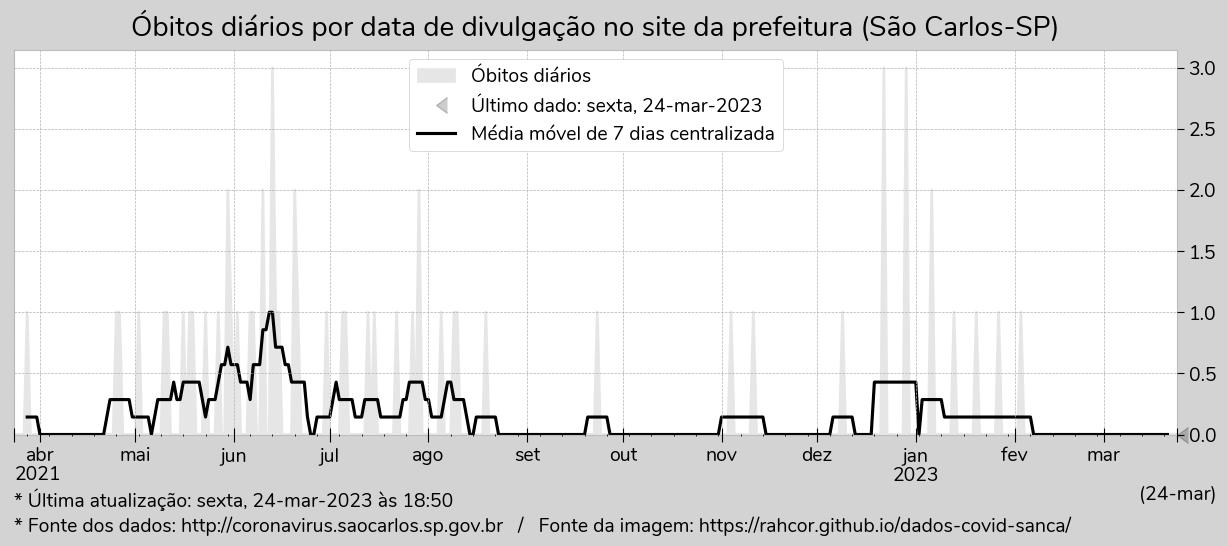 Óbitos diários por data de divulgação no site da prefeitura (São Carlos-SP)
Óbitos diários
Último dado: sexta, 24-mar-2023
Média móvel de 7 dias centralizada
3.0
2.5
2.0
1.5
1.0
0.5
0.0
abr mai jun jul ago set out nov dez jan fev mar
2021 2023
(24-mar)
* Última atualização: sexta, 24-mar-2023 às 18:50
* Fonte dos dados: http://coronavirus.saocarlos.sp.gov.br / Fonte da imagem: https://rahcor.github.io/dados-covid-sanca/